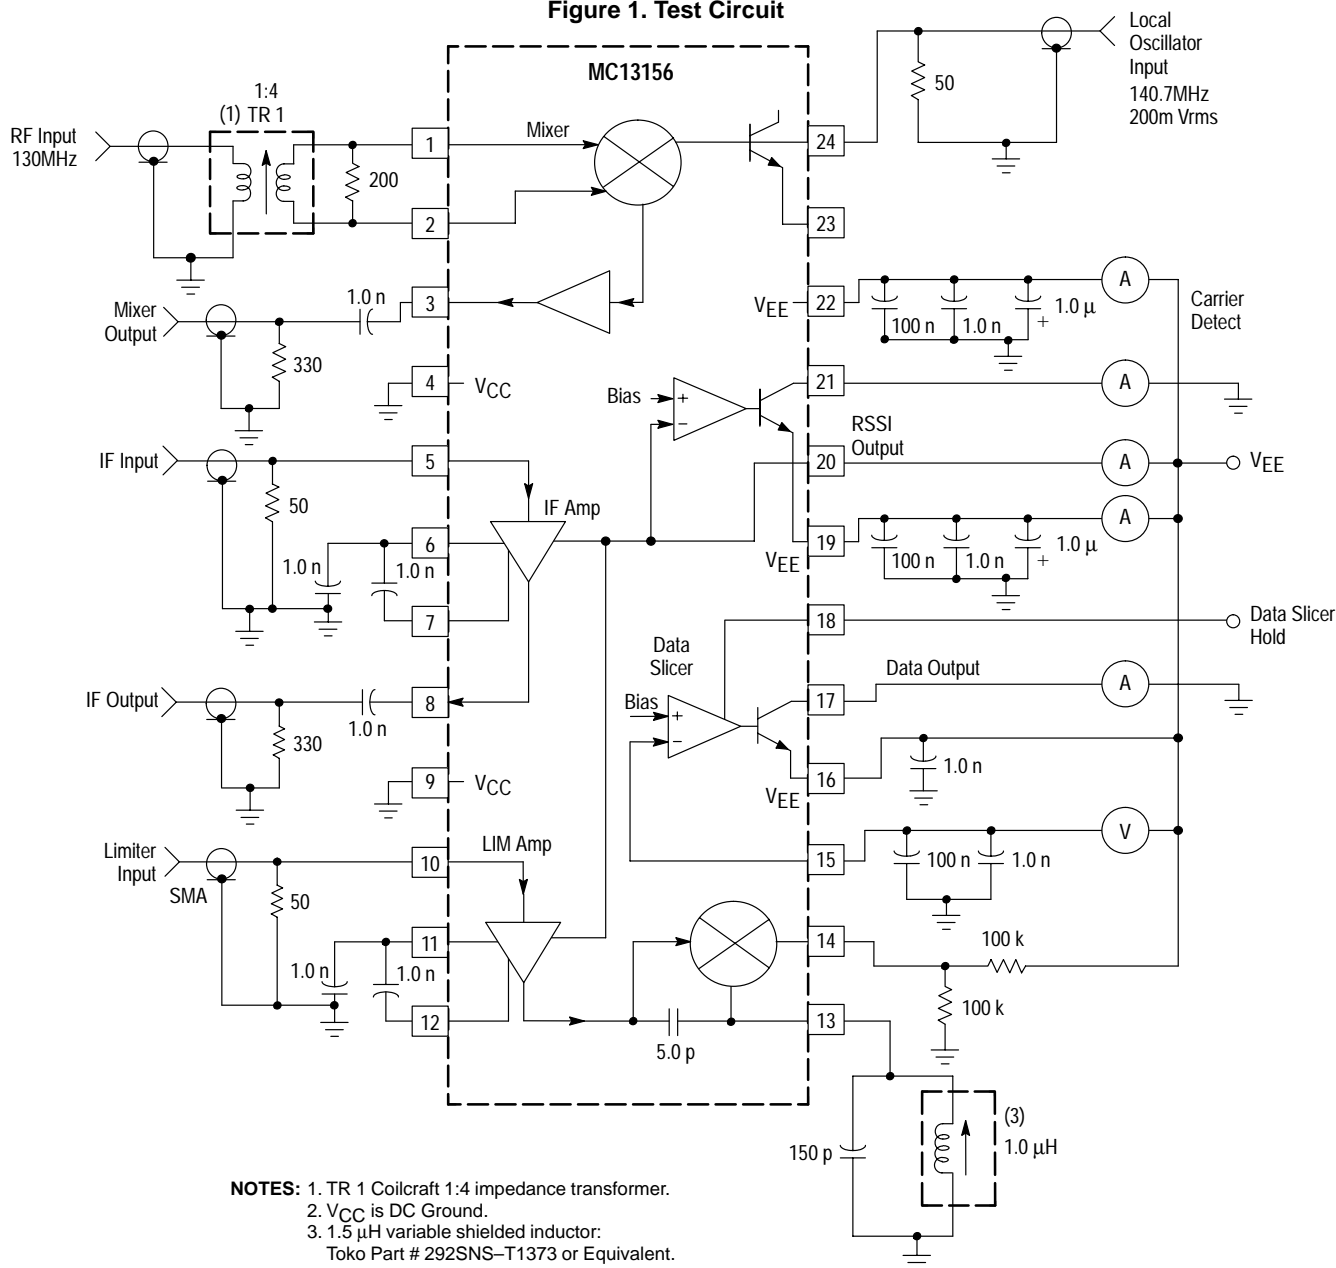 Figure 1. Test Circuit
MC13156
Local
Oscillator
Input
140.7MHz
200m Vrms
50
1:4
(1) TR 1
RF Input
130MHz
200
1
2
Mixer
24
23
Mixer
Output
1.0 n
330
3
VEE
22
100 n
1.0 n
+
1.0 µ
A
Carrier
Detect
4
VCC
Bias
+
−
21
A
RSSI
Output
20
A
VEE
IF Input
50
5
IF Amp
6
1.0 n
1.0 n
7
19
VEE
100 n
1.0 n
+
1.0 µ
A
18
Data Slicer
Hold
Data
Slicer
Bias
+
−
17
Data Output
A
IF Output
1.0 n
330
8
16
VEE
1.0 n
9
VCC
15
100 n
1.0 n
V
Limiter
Input
SMA
50
10
LIM Amp
11
1.0 n
1.0 n
12
14
100 k
100 k
13
5.0 p
150 p
(3)
1.0 µH
NOTES: 1. TR 1 Coilcraft 1:4 impedance transformer.
2. VCC is DC Ground.
3. 1.5 µH variable shielded inductor:
Toko Part # 292SNS–T1373 or Equivalent.